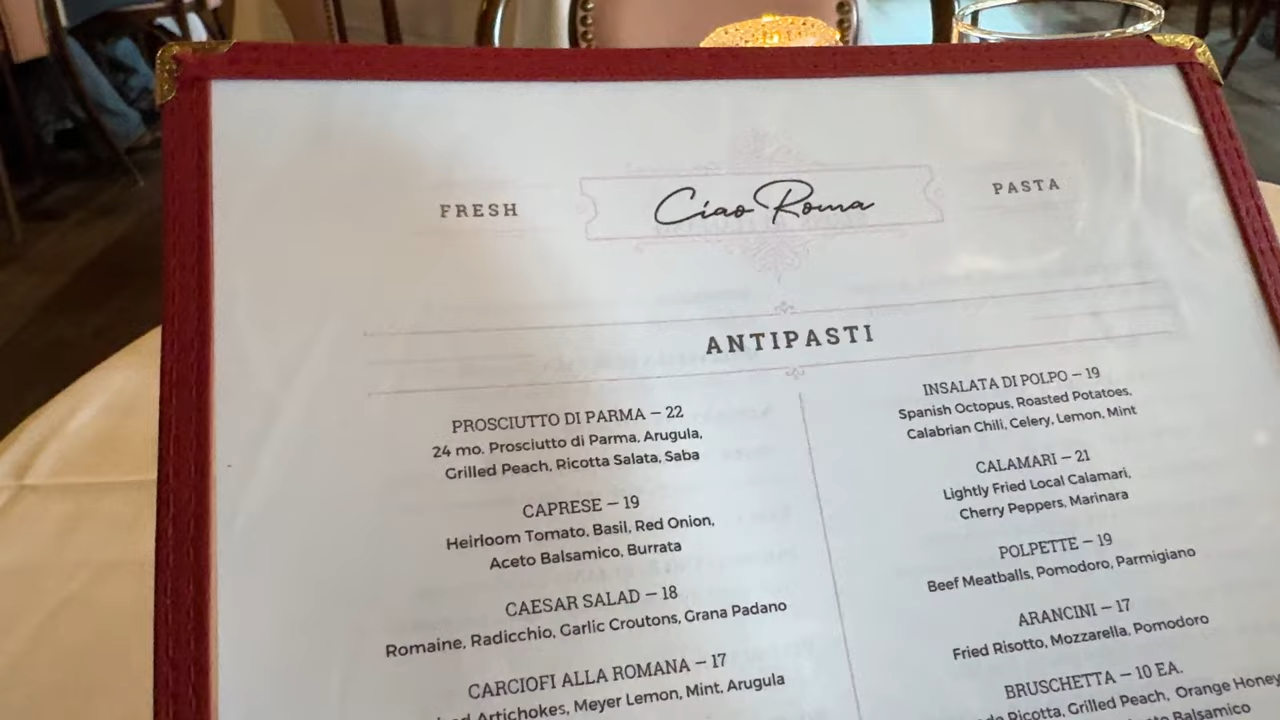 FRESH
Ciao Roma
PASTA
ANTIPASTI
PROSCIUTTO DI PARMA – 22
24 mo. Prosciutto di Parma, Arugula,
Grilled Peach, Ricotta Salata, Saba
CAPRESE – 19
Heirloom Tomato, Basil, Red Onion,
Aceto Balsamico, Burrata
CAESAR SALAD – 18
Romaine, Radicchio, Garlic Croutons, Grana Padano
CARCIOFI ALLA ROMANA – 17
Artichokes, Meyer Lemon, Mint, Arugula
INSALATA DI POLPO – 19
Spanish Octopus, Roasted Potatoes,
Calabrian Chili, Celery, Lemon, Mint
CALAMARI – 21
Lightly Fried Local Calamari,
Cherry Peppers, Marinara
POLPETTE – 19
Beef Meatballs, Pomodoro, Parmigiano
ARANCINI – 17
Fried Risotto, Mozzarella, Pomodoro
BRUSCHETTA – 10 EA.
Ricotta, Grilled Peach, Orange Honey
Balsamico